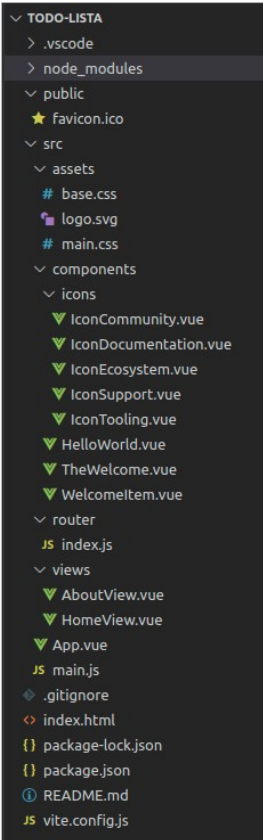 TODO-LISTA
.vscode
node_modules
public
favicon.ico
src
assets
# base.css
logo.svg
# main.css
components
icons
IconCommunity.vue
IconDocumentation.vue
IconEcosystem.vue
IconSupport.vue
IconTooling.vue
HelloWorld.vue
TheWelcome.vue
WelcomeItem.vue
router
JS index.js
views
AboutView.vue
HomeView.vue
App.vue
JS main.js
.gitignore
<> index.html
{} package-lock.json
{} package.json
README.md
JS vite.config.js